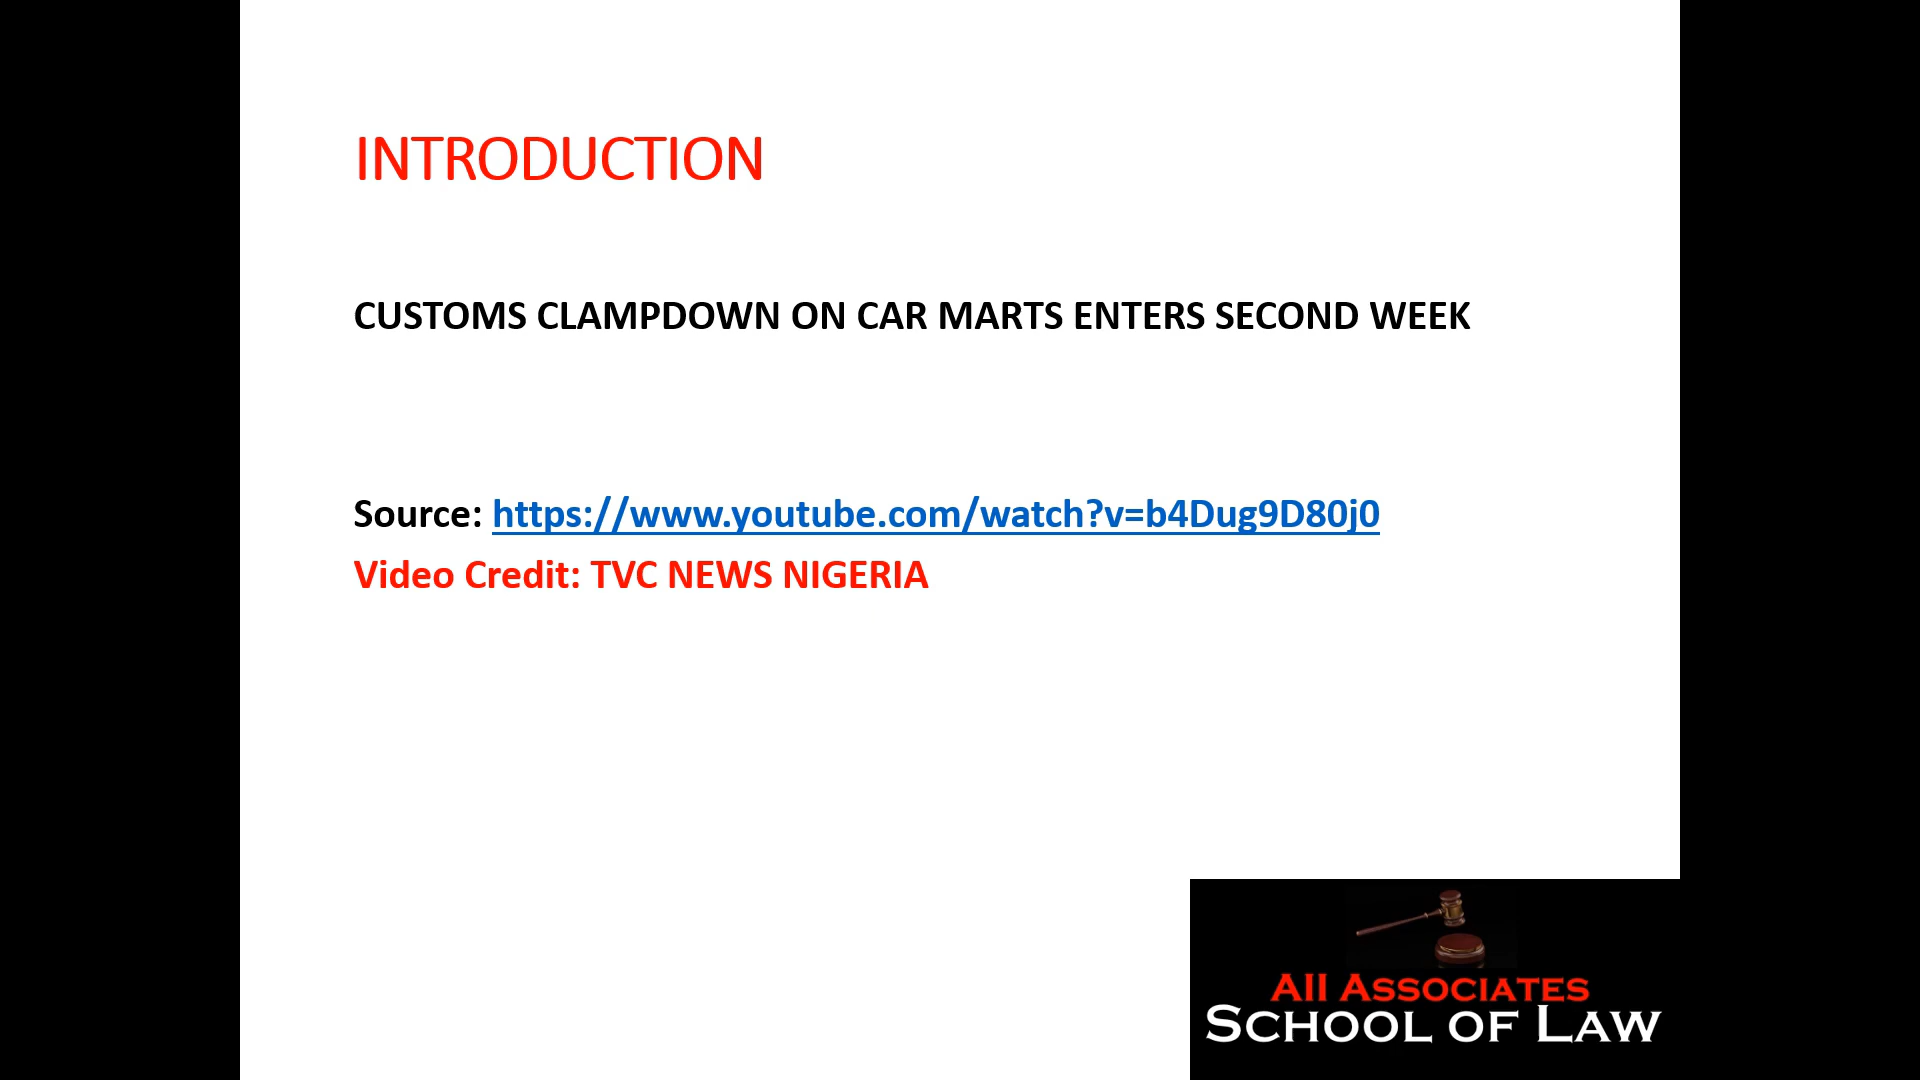 INTRODUCTION
CUSTOMS CLAMPDOWN ON CAR MARTS ENTERS SECOND WEEK
Source: https://www.youtube.com/watch?v=b4Dug9D80j0
Video Credit: TVC NEWS NIGERIA
AII ASSOCIATES
SCHOOL OF LAW